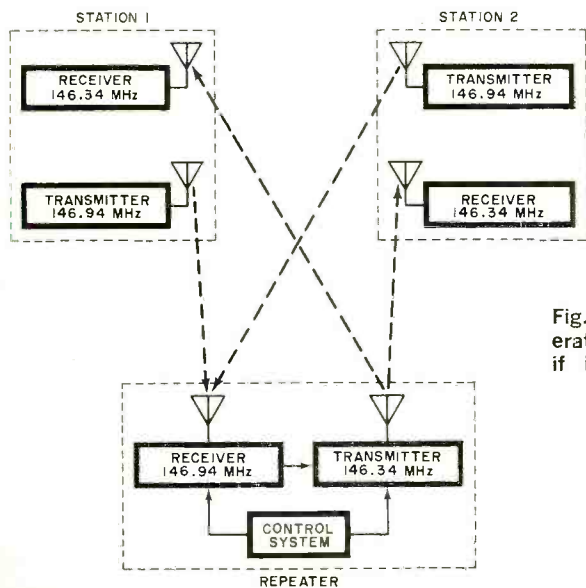 STATION 1
RECEIVER
146.34 MHz
TRANSMITTER
146.94 MHz
STATION 2
TRANSMITTER
146.94 MHz
RECEIVER
146.34 MHz
Fig.
erat
if i
RECEIVER
146.94 MHz
TRANSMITTER
146.34 MHz
CONTROL
SYSTEM
REPEATER